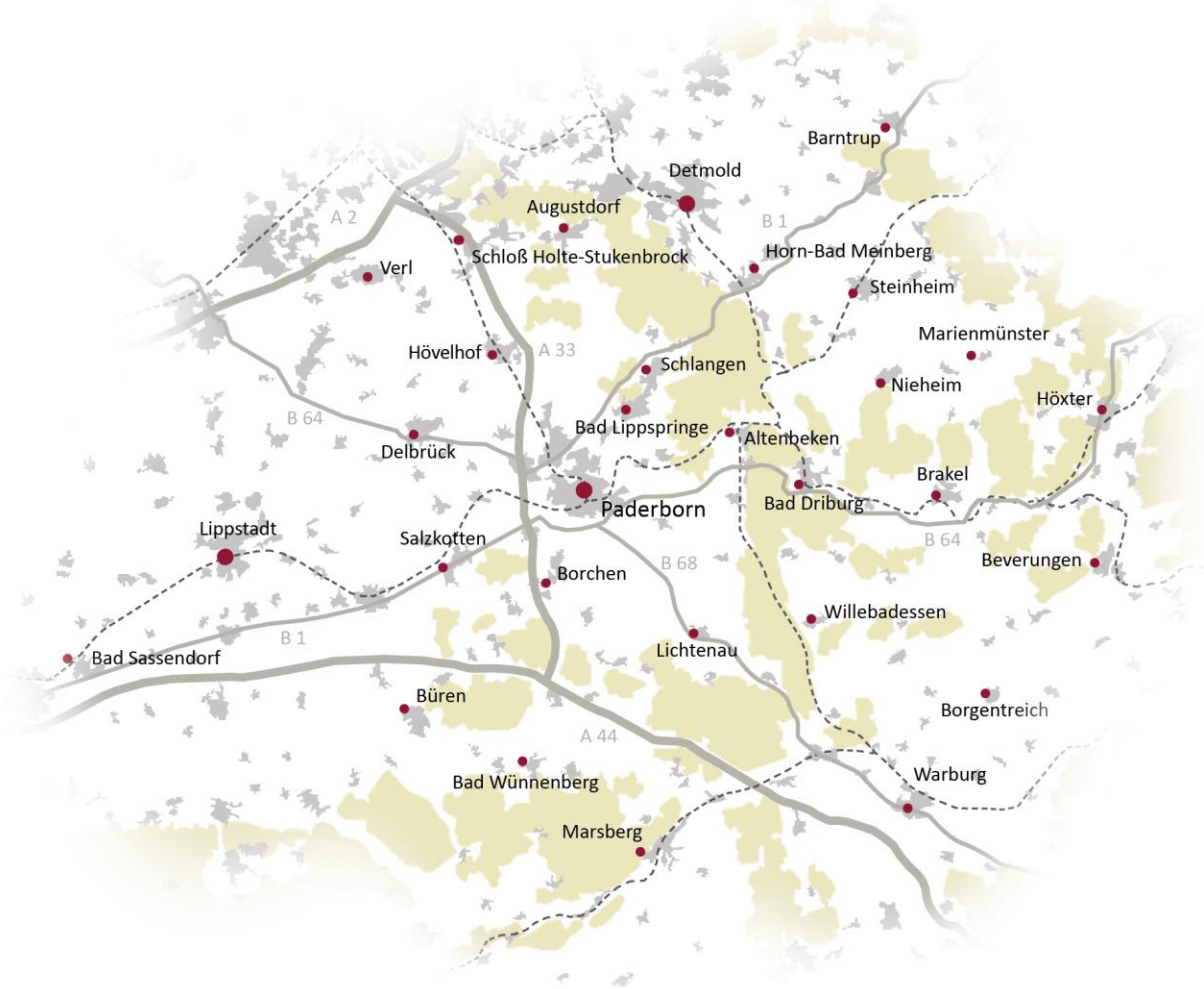 Barntrup
Detmold
Augustdorf
A 2
B 1
Horn-Bad Meinberg
Schloß Holte-Stukenbrock
Verl
Steinheim
Marienmünster
Hövelhof
A 33
Schlangen
Nieheim
Höxter
B 64
Bad Lippspringe
Altenbeken
Delbrück
Brakel
Bad Driburg
Paderborn
Lippstadt
Salzkotten
B 64
B 68
Beverungen
Borchen
Willebadessen
B 1
Lichtenau
Bad Sassendorf
Büren
Borgentreich
A 44
Warburg
Bad Wünnenberg
Marsberg